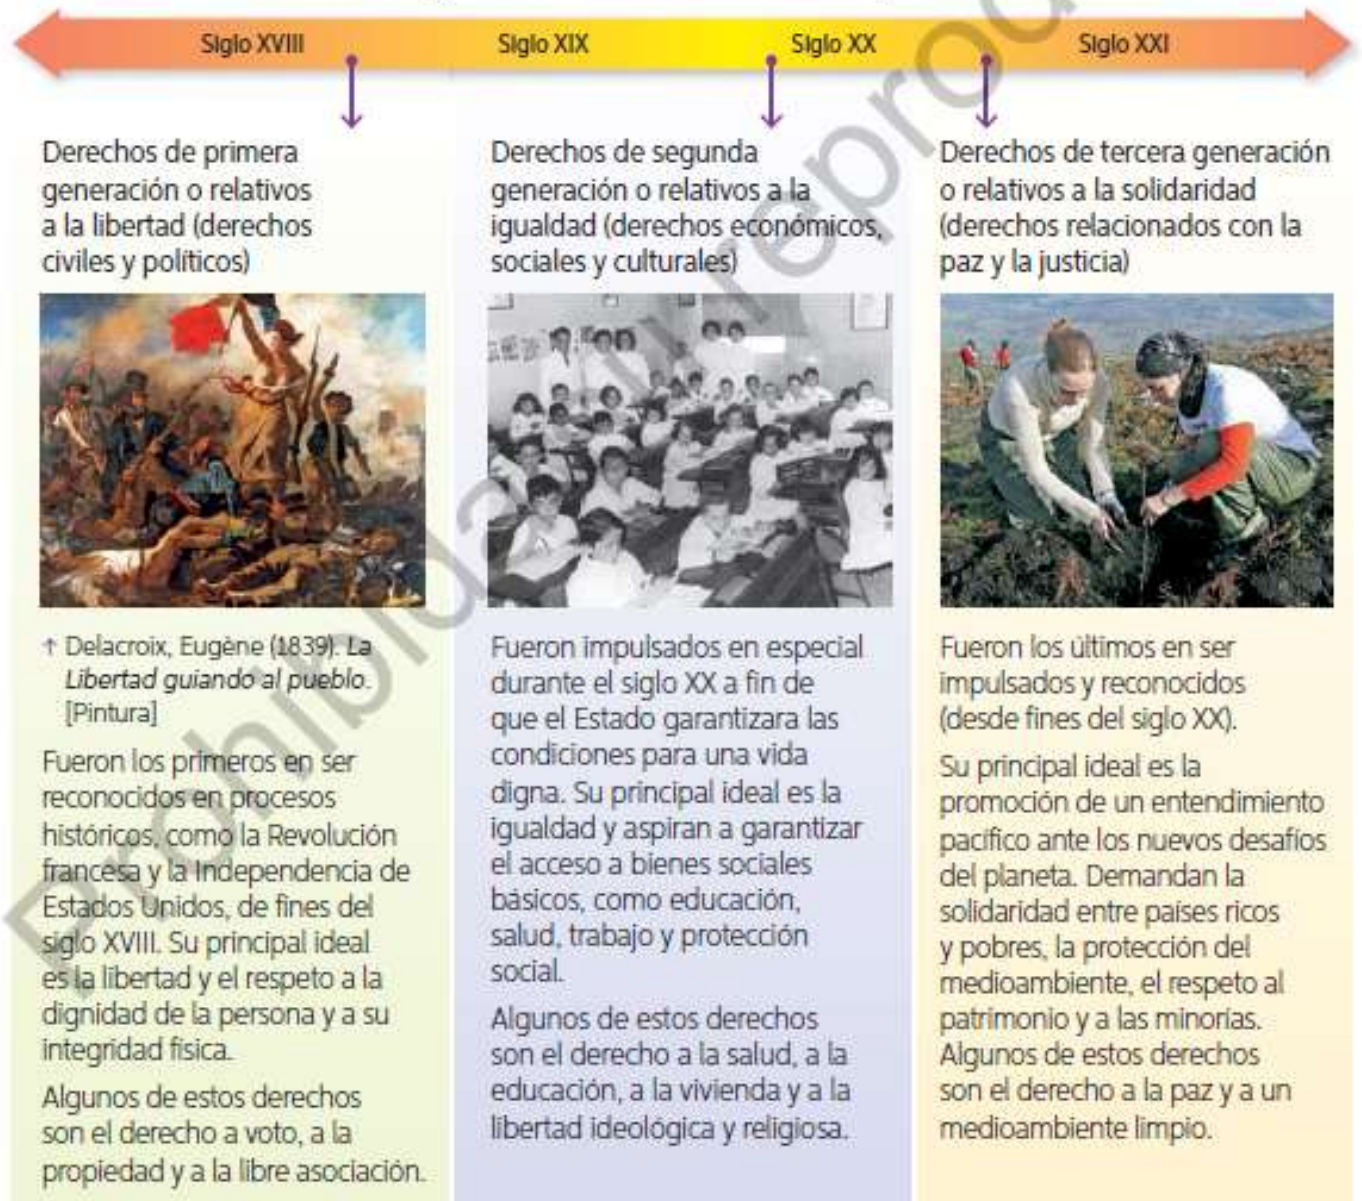 Siglo XVIII
Siglo XIX
Siglo XX
Siglo XXI
Derechos de primera
generación o relativos
a la libertad (derechos
civiles y políticos)
↑ Delacroix, Eugène (1839). La
Libertad guiando al pueblo.
[Pintura]
Fueron los primeros en ser
reconocidos en procesos
históricos, como la Revolución
francesa y la Independencia de
Estados Unidos, de fines del
siglo XVIII. Su principal ideal
es la libertad y el respeto a la
dignidad de la persona y a su
integridad física.
Algunos de estos derechos
son el derecho a voto, a la
propiedad y a la libre asociación.
Derechos de segunda
generación o relativos a la
igualdad (derechos económicos,
sociales y culturales)
Fueron impulsados en especial
durante el siglo XX a fin de
que el Estado garantizara las
condiciones para una vida
digna. Su principal ideal es la
igualdad y aspiran a garantizar
el acceso a bienes sociales
básicos, como educación,
salud, trabajo y protección
social.
Algunos de estos derechos
son el derecho a la salud, a la
educación, a la vivienda y a la
libertad ideológica y religiosa.
Derechos de tercera generación
o relativos a la solidaridad
(derechos relacionados con la
paz y la justicia)
Fueron los últimos en ser
impulsados y reconocidos
(desde fines del siglo XX).
Su principal ideal es la
promoción de un entendimiento
pacífico ante los nuevos desafíos
del planeta. Demandan la
solidaridad entre países ricos
y pobres, la protección del
medioambiente, el respeto al
patrimonio y a las minorías.
Algunos de estos derechos
son el derecho a la paz y a un
medioambiente limpio.
Prohibida su